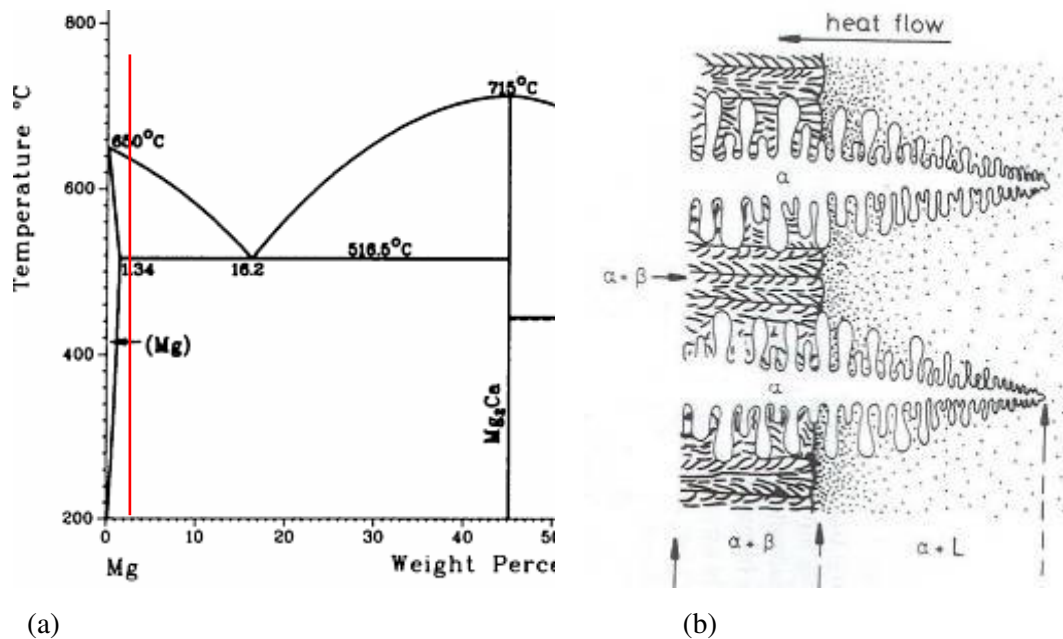 800
600
400
200
Temperature °C
650°C
715°C
516.5°C
1.34
16.2
(Mg)
Mg₂Ca
0
10
20
30
40
50
Mg
Weight Perce
(a)
heat flow
α
α + β
α
α + β
α + L
(b)